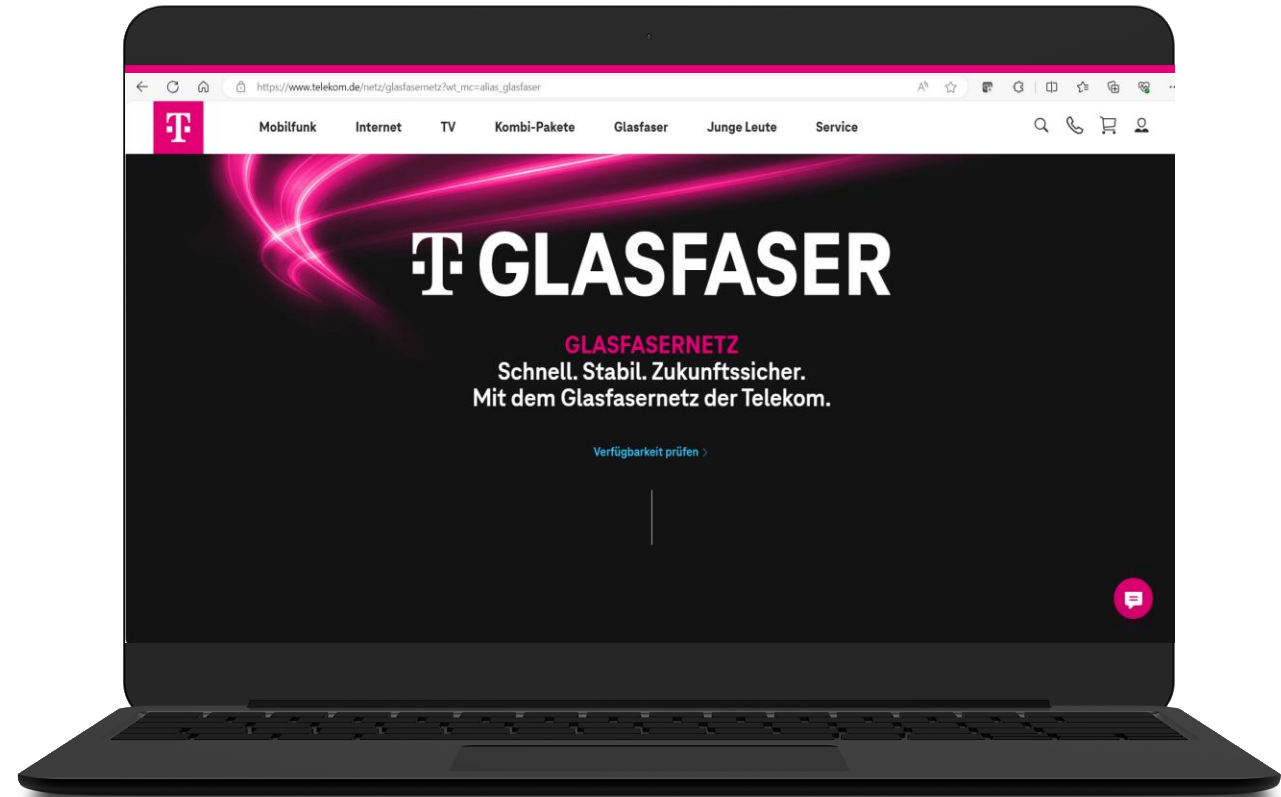 https://www.telekom.de/netz/glasfasernetz?wt_mc=alias_glasfaser
T Mobilfunk Internet TV Kombi-Pakete Glasfaser Junge Leute Service
T GLASFASER
GLASFASERNETZ
Schnell. Stabil. Zukunftssicher.
Mit dem Glasfasernetz der Telekom.
Verfügbarkeit prüfen >